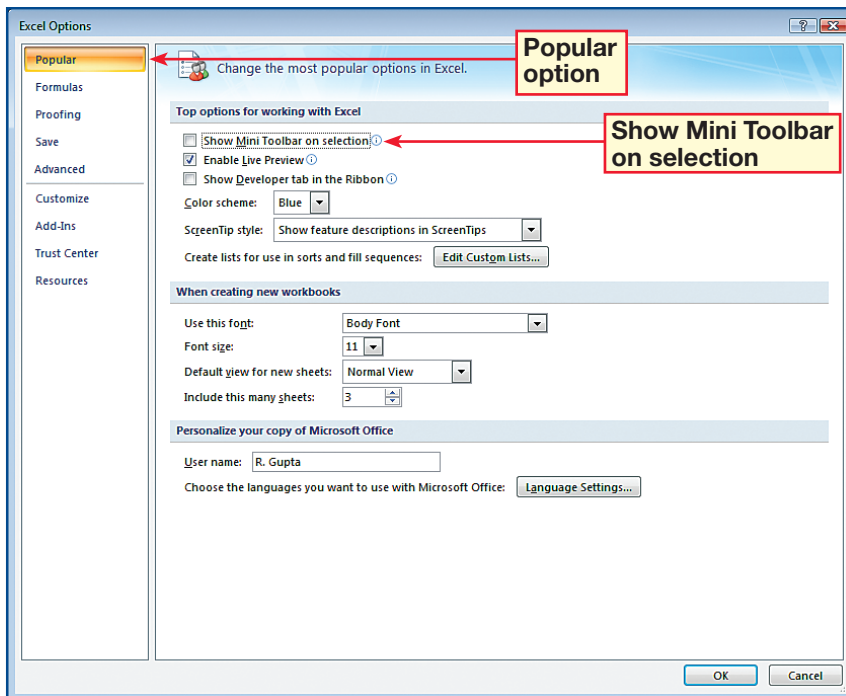 Excel Options
Popular
Formulas
Proofing
Save
Advanced
Customize
Add-Ins
Trust Center
Resources
Popular
option
Change the most popular options in Excel.
Top options for working with Excel
Show Mini Toolbar on selection
Show Mini Toolbar
on selection
Enable Live Preview
Show Developer tab in the Ribbon
Color scheme: Blue
ScreenTip style: Show feature descriptions in ScreenTips
Create lists for use in sorts and fill sequences: Edit Custom Lists...
When creating new workbooks
Use this font: Body Font
Font size: 11
Default view for new sheets: Normal View
Include this many sheets: 3
Personalize your copy of Microsoft Office
User name: R. Gupta
Choose the languages you want to use with Microsoft Office: Language Settings...
OK Cancel